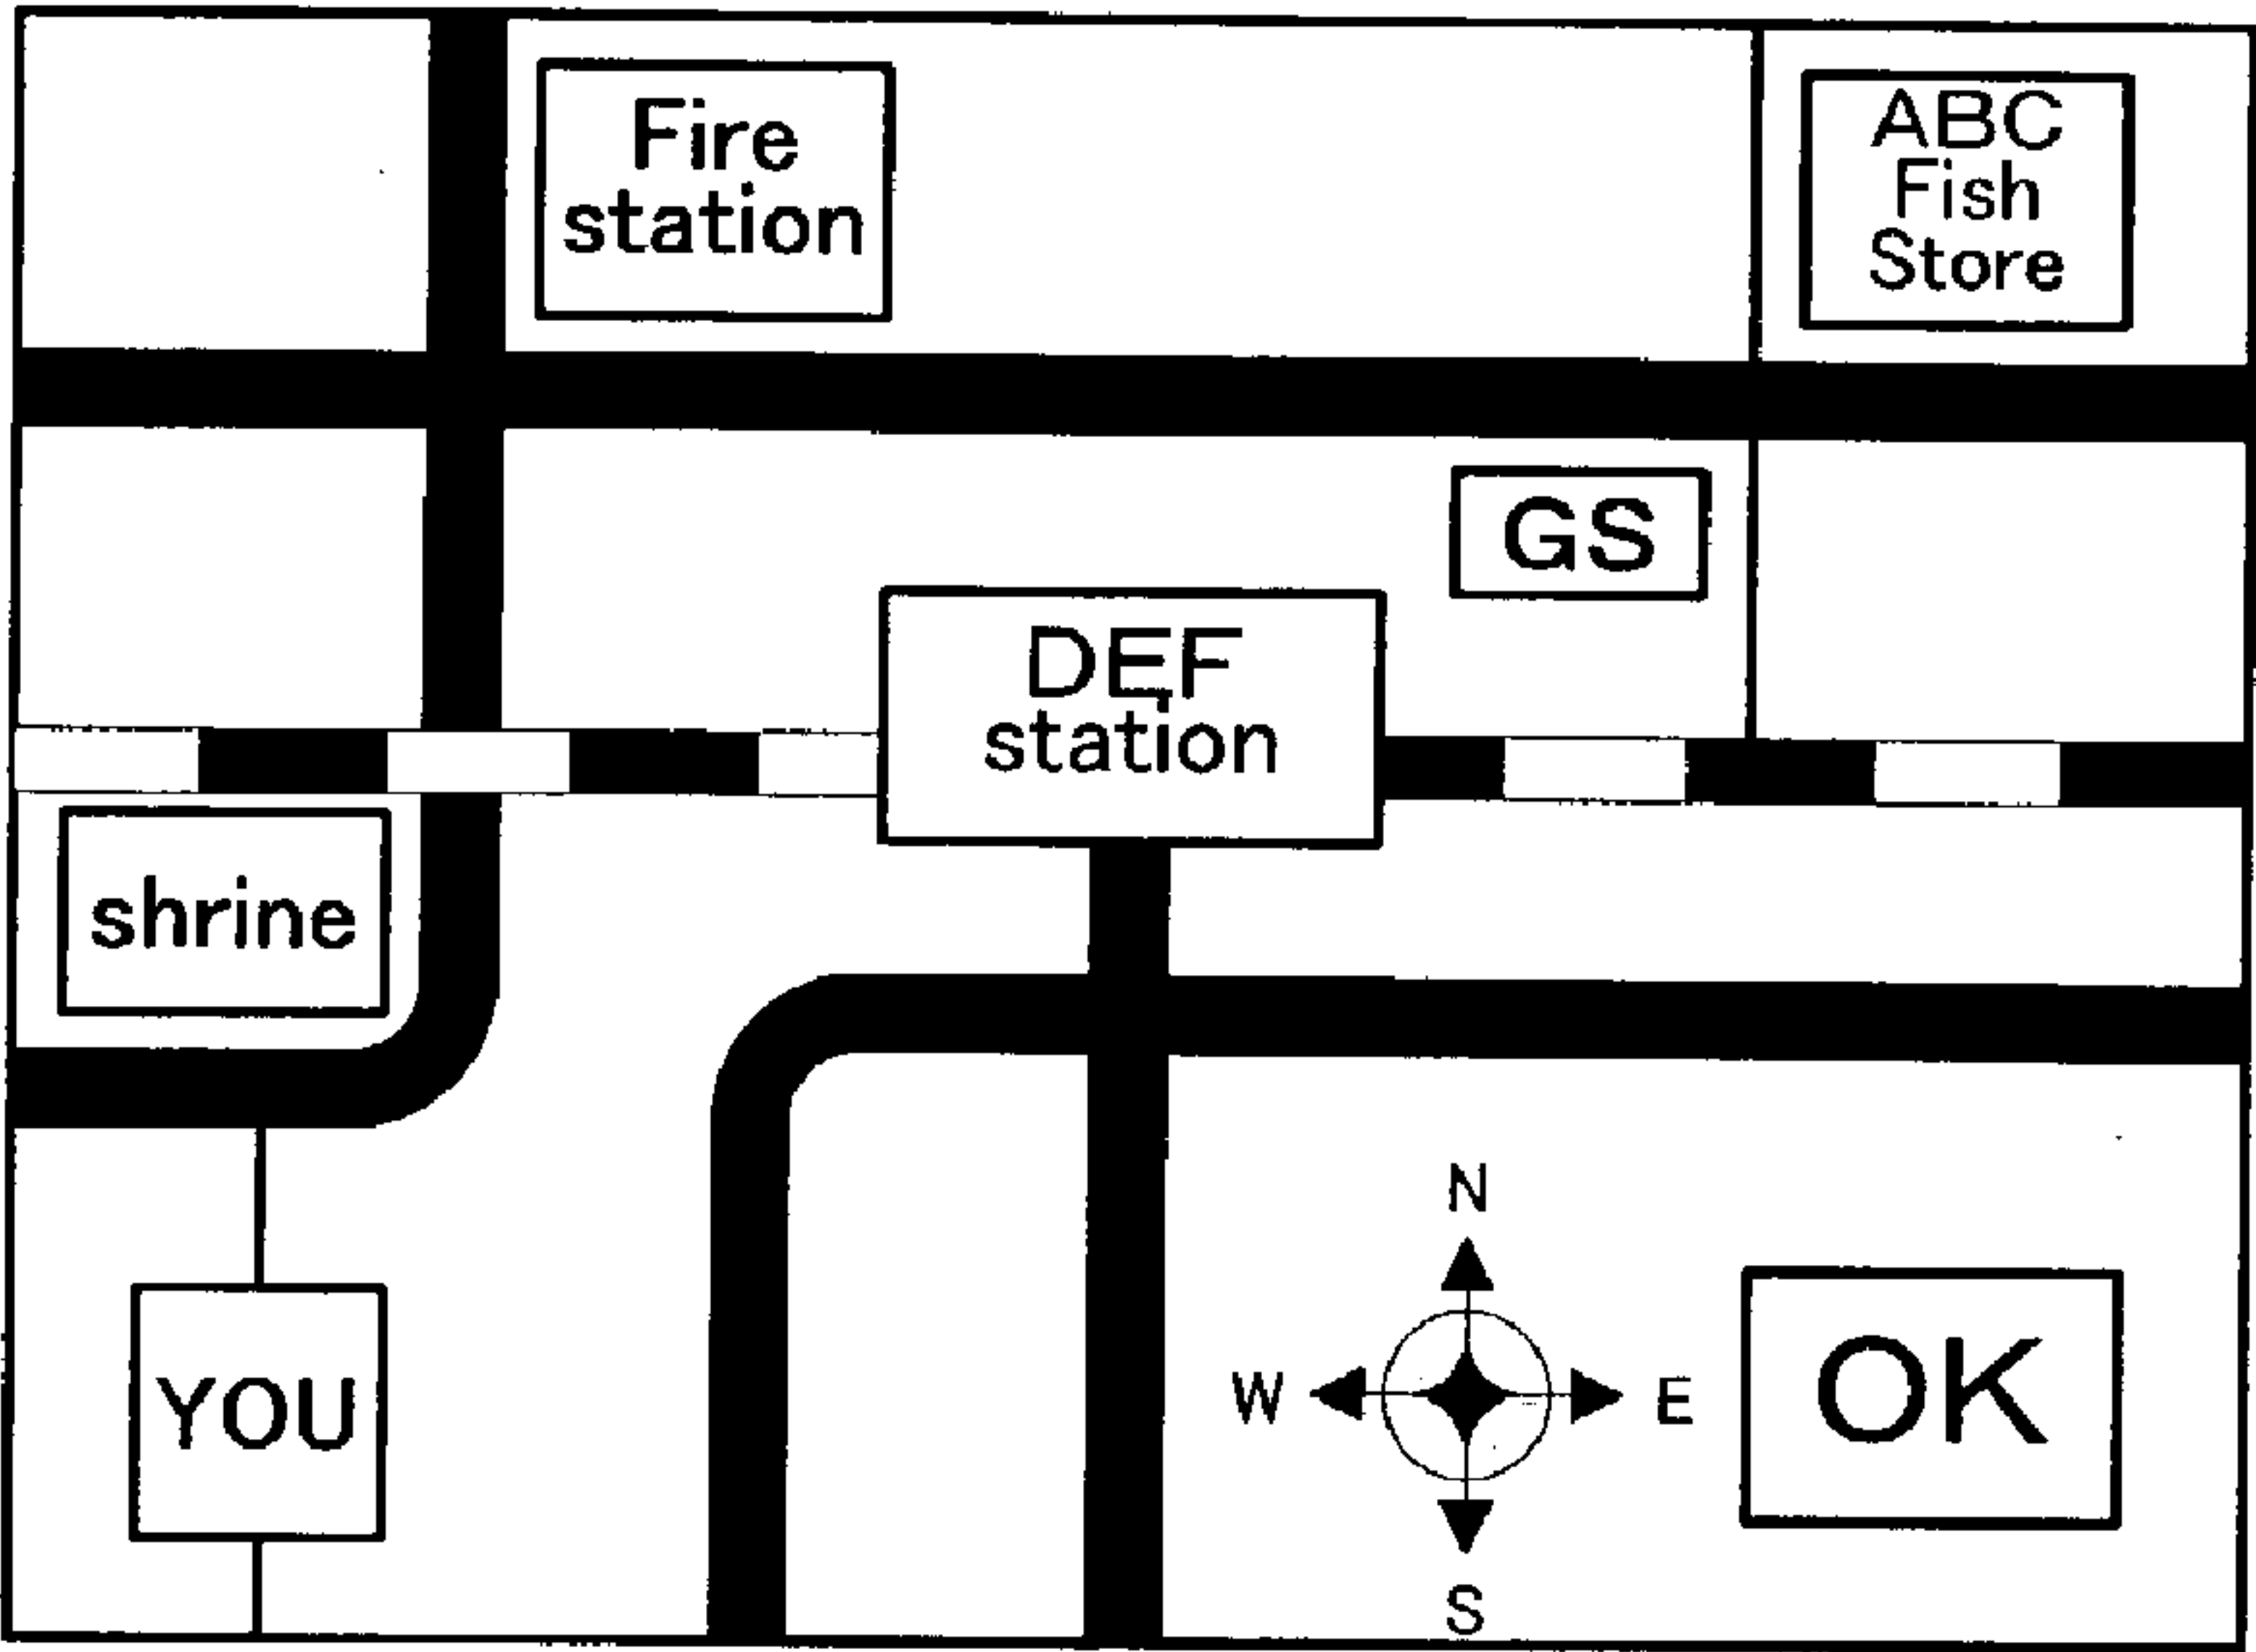 Fire
station
ABC
Fish
Store
GS
DEF
station
shrine
N
W
E
S
YOU
OK